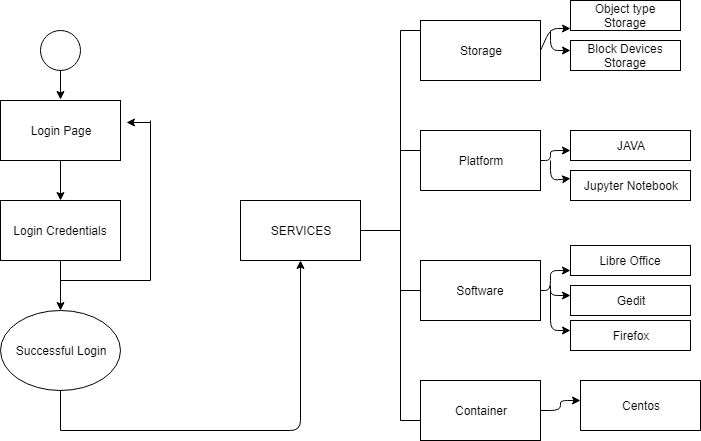 Login Page
Login Credentials
Successful Login
SERVICES
Storage
Object type
Storage
Block Devices
Storage
Platform
JAVA
Jupyter Notebook
Software
Libre Office
Gedit
Firefox
Container
Centos